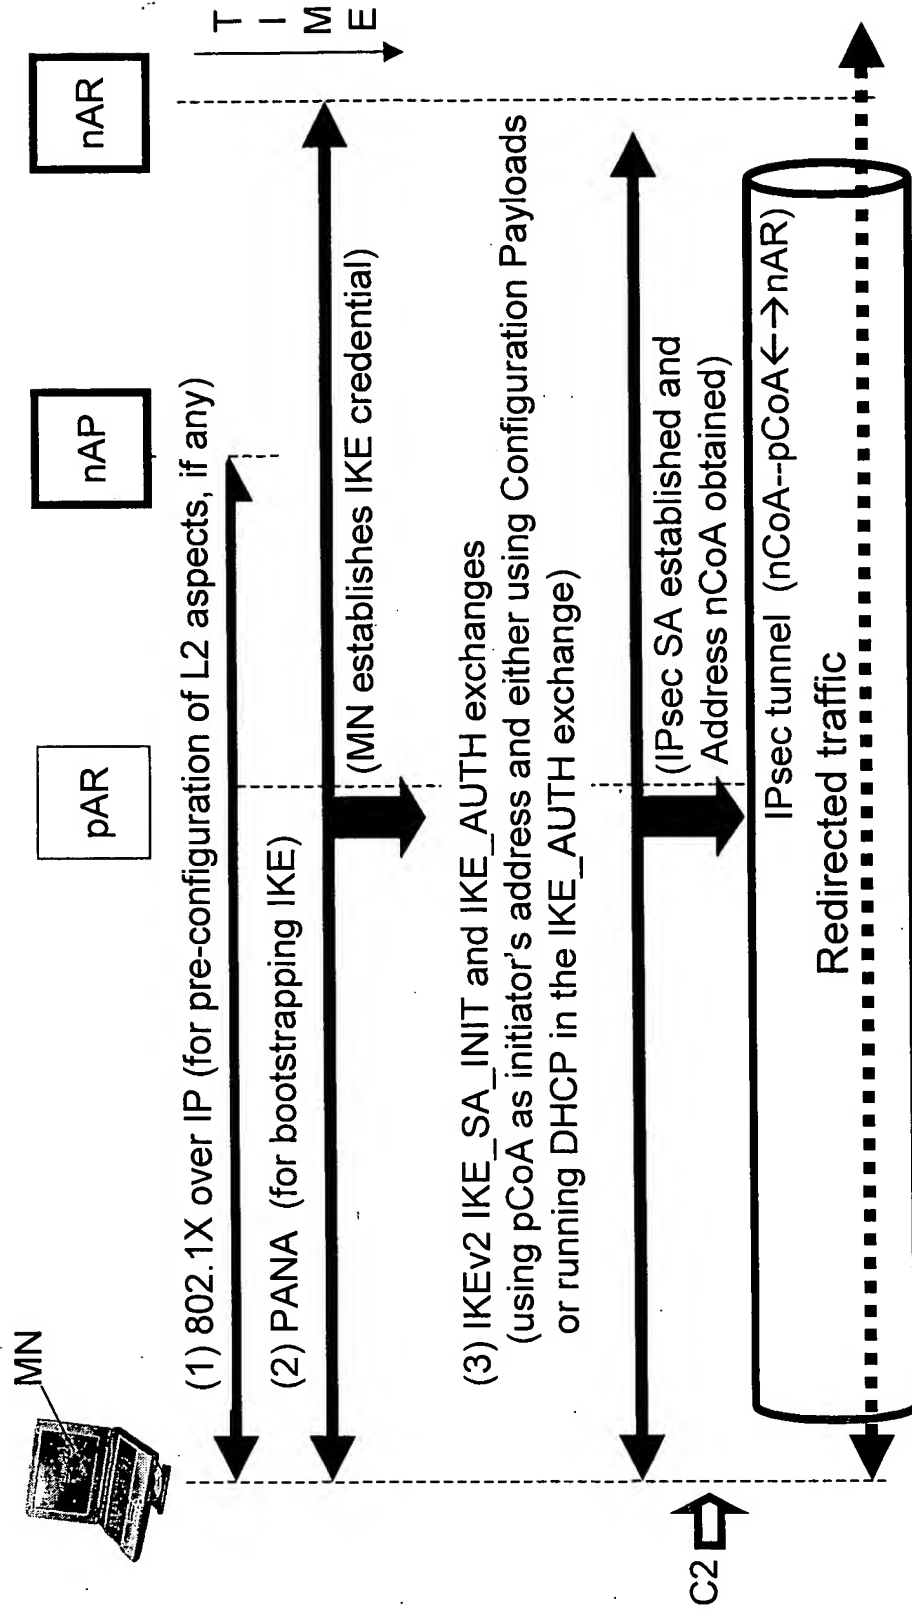 MN
pAR
nAP
nAR
TIME
(1) 802.1X over IP (for pre-configuration of L2 aspects, if any)
(2) PANA (for bootstrapping IKE)
(MN establishes IKE credential)
(3) IKEv2 IKE_SA_INIT and IKE_AUTH exchanges
(using pCoA as initiator's address and either using Configuration Payloads
or running DHCP in the IKE_AUTH exchange)
(IPsec SA established and
Address nCoA obtained)
C2
IPsec tunnel (nCoA--pCoA←→nAR)
Redirected traffic